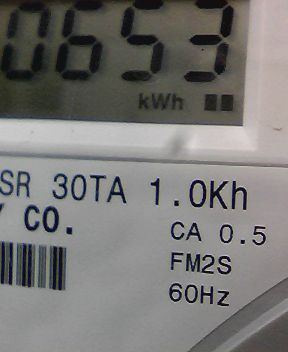 0653
kWh
SR 30TA 1.0Kh
Y CO.
CA 0.5
FM2S
60Hz